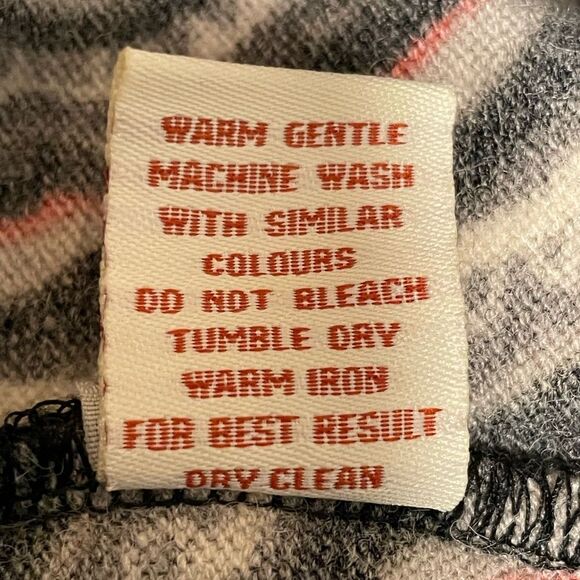 WARM GENTLE
MACHINE WASH
WITH SIMILAR
COLOURS
DO NOT BLEACH
TUMBLE DRY
WARM IRON
FOR BEST RESULT
DRY CLEAN